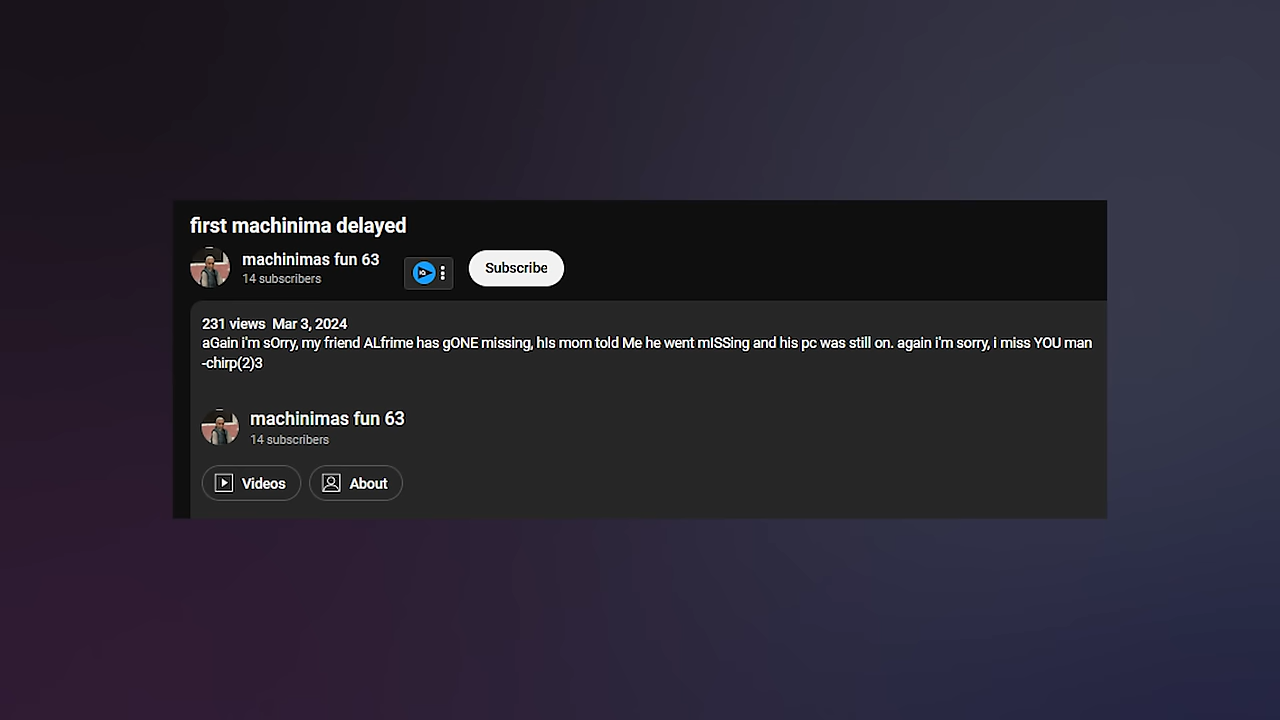 first machinima delayed
machinimas fun 63
14 subscribers
IQ
Subscribe
231 views  Mar 3, 2024
aGain i'm sOrry, my friend ALfrime has gONE missing, hIs mom told Me he went mISSing and his pc was still on. again i'm sorry, i miss YOU man
-chirp(2)3
machinimas fun 63
14 subscribers
Videos
About